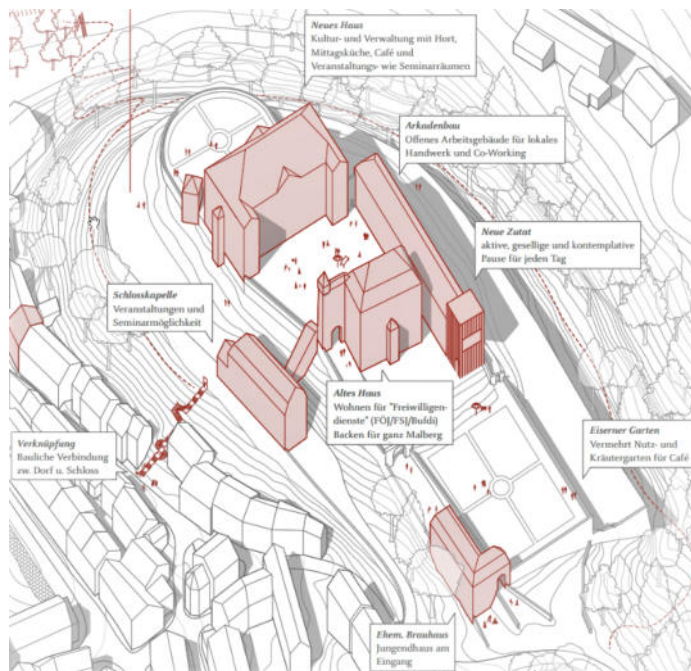 Neues Haus
Kultur- und Verwaltung mit Hort,
Mittagsküche, Café und
Veranstaltungs- wie Seminarräumen
Arkadenbau
Offenes Arbeitsgebäude für lokales
Handwerk und Co-Working
Neue Zutat
aktive, gesellige und kontemplative
Pause für jeden Tag
Schlosskapelle
Veranstaltungen und
Seminarmöglichkeit
Altes Haus
Wohnen für "Freiwilligen-
dienste" (FÖJ/FSJ/Bufdi)
Backen für ganz Malberg
Verknüpfung
Bauliche Verbindung
zw. Dorf u. Schloss
Eiserner Garten
Vermehrt Nutz- und
Kräutergarten für Café
Ehem. Brauhaus
Jungendhaus am
Eingang